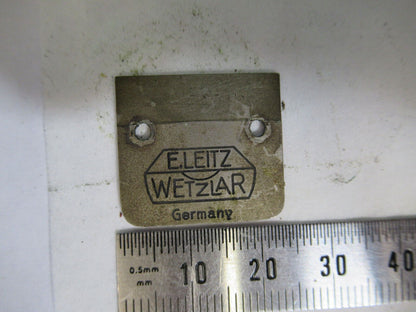 E. LEITZ
WETZLAR
Germany
0.5mm
mm
10 20 30 40